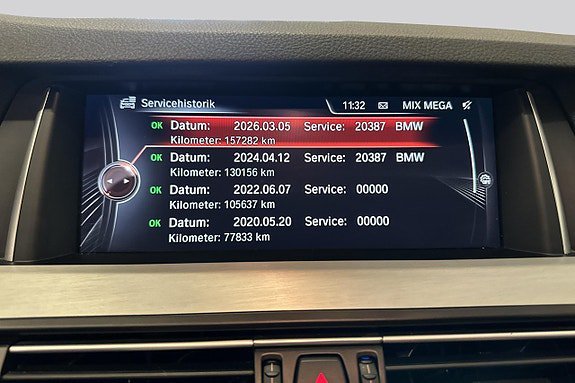 Servicehistorik 11:32 MIX MEGA
OK Datum: 2026.03.05 Service: 20387 BMW
Kilometer: 157282 km
OK Datum: 2024.04.12 Service: 20387 BMW
Kilometer: 130156 km
OK Datum: 2022.06.07 Service: 00000
Kilometer: 105637 km
OK Datum: 2020.05.20 Service: 00000
Kilometer: 77833 km